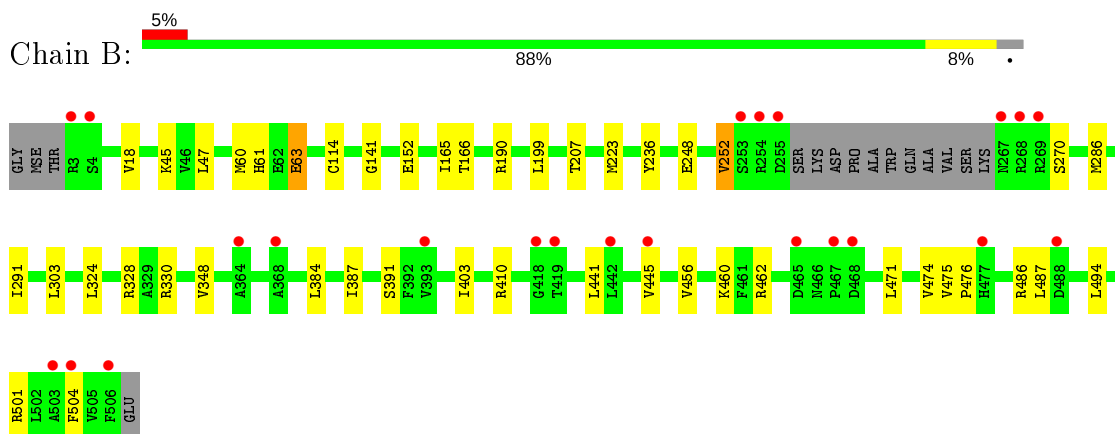 5%
Chain B:
88% 8% •
GLY MSE THR R3 S4 V18 K45 V46 L47 M60 H61 E62 E63 C114 G141 E152 I165 T166 R190 L199 T207 M223 Y236 E248 V252 S253 R254 D255 SER LYS ASP PRO ALA TRP GLN ALA VAL SER LYS N267 R268 R269 S270 M286
I291 L303 L324 R328 A329 R330 V348 A364 A368 L384 I387 S391 F392 V393 I403 R410 G418 T419 L441 L442 V445 V456 K460 F461 R462 D465 N466 P467 D468 L471 V474 V475 P476 H477 R486 L487 D488 L494
R501 L502 A503 F504 V505 F506 GLU